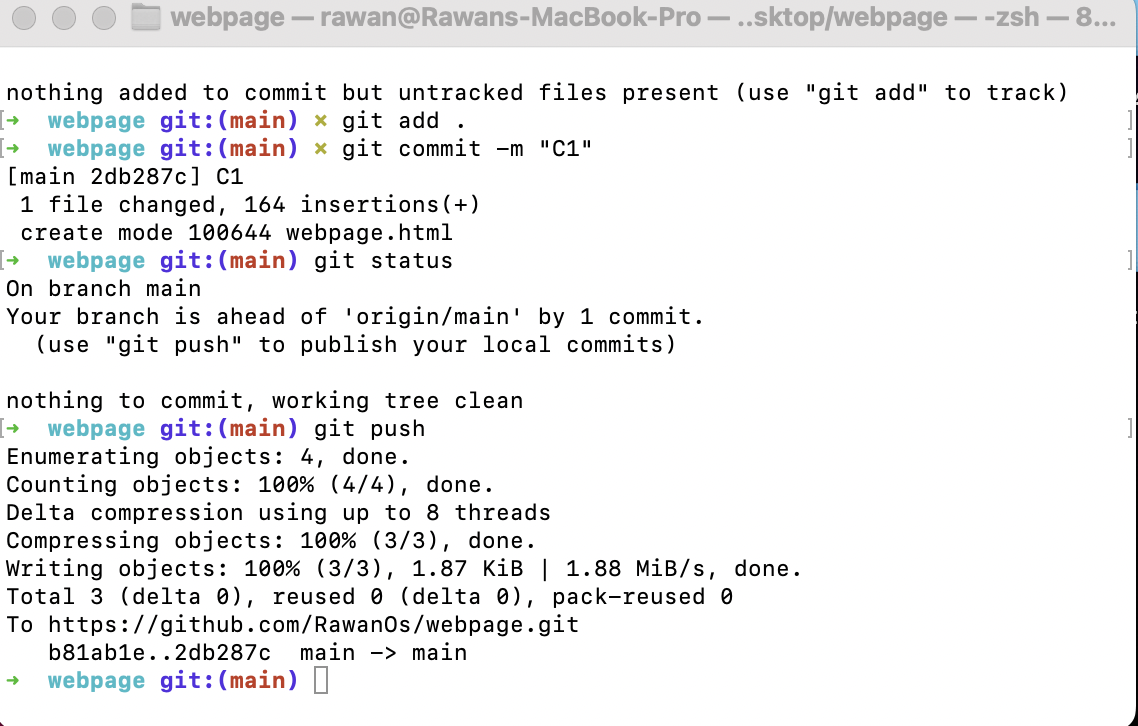 webpage — rawan@Rawans-MacBook-Pro — ..sktop/webpage — -zsh — 8...
nothing added to commit but untracked files present (use "git add" to track)
[➜  webpage git:(main) ✗ git add . ]
[➜  webpage git:(main) ✗ git commit -m "C1" ]
[main 2db287c] C1
 1 file changed, 164 insertions(+)
 create mode 100644 webpage.html
[➜  webpage git:(main) git status ]
On branch main
Your branch is ahead of 'origin/main' by 1 commit.
  (use "git push" to publish your local commits)
nothing to commit, working tree clean
[➜  webpage git:(main) git push ]
Enumerating objects: 4, done.
Counting objects: 100% (4/4), done.
Delta compression using up to 8 threads
Compressing objects: 100% (3/3), done.
Writing objects: 100% (3/3), 1.87 KiB | 1.88 MiB/s, done.
Total 3 (delta 0), reused 0 (delta 0), pack-reused 0
To https://github.com/RawanOs/webpage.git
   b81ab1e..2db287c  main -> main
➜  webpage git:(main)